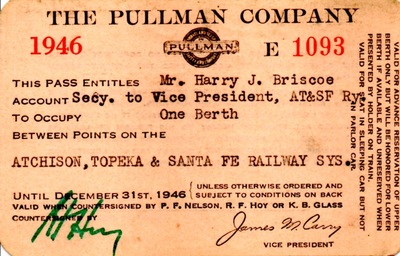 THE PULLMAN COMPANY
1946
PULLMAN
E 1093
THIS PASS ENTITLES Mr. Harry J. Briscoe
ACCOUNT Secy. to Vice President, AT&SF Ry.
TO OCCUPY One Berth
BETWEEN POINTS ON THE
ATCHISON, TOPEKA & SANTA FE RAILWAY SYS.
UNTIL DECEMBER 31ST, 1946 { UNLESS OTHERWISE ORDERED AND
SUBJECT TO CONDITIONS ON BACK
VALID WHEN COUNTERSIGNED BY P. F. NELSON, R. F. HOY OR K. B. GLASS
COUNTERSIGNED BY
James M. Carry
VICE PRESIDENT
VALID FOR SEAT IN SLEEPING CAR BUT NOT IN PARLOR CAR.
PRESENTED BY HOLDER ON TRAIN.
BERTH IF AVAILABLE AND RESERVED WHEN
BERTH ONLY BUT WILL BE HONORED FOR LOWER
VALID FOR ADVANCE RESERVATION OF UPPER